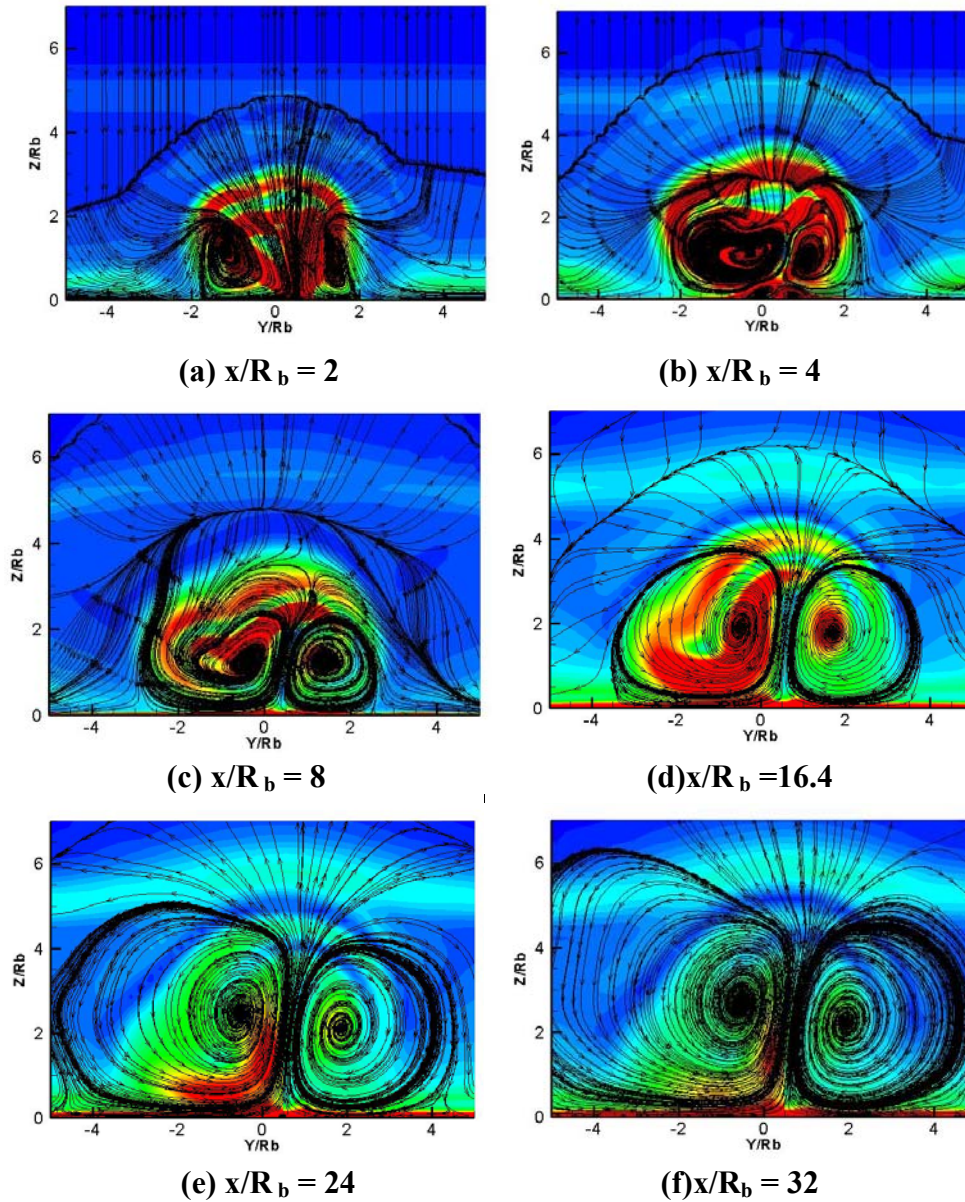 6
4
2
0
Z/Rb
-4 -2 0 2 4
Y/Rb
6
4
2
0
Z/Rb
-4 -2 0 2 4
Y/Rb
(a) x/R b = 2
(b) x/R b = 4
6
4
2
0
Z/Rb
-4 -2 0 2 4
Y/Rb
6
4
2
0
Z/Rb
-4 -2 0 2 4
Y/Rb
(c) x/R b = 8
(d)x/R b =16.4
6
4
2
0
Z/Rb
-4 -2 0 2 4
Y/Rb
6
4
2
0
Z/Rb
-4 -2 0 2 4
Y/Rb
(e) x/R b = 24
(f)x/Rb = 32